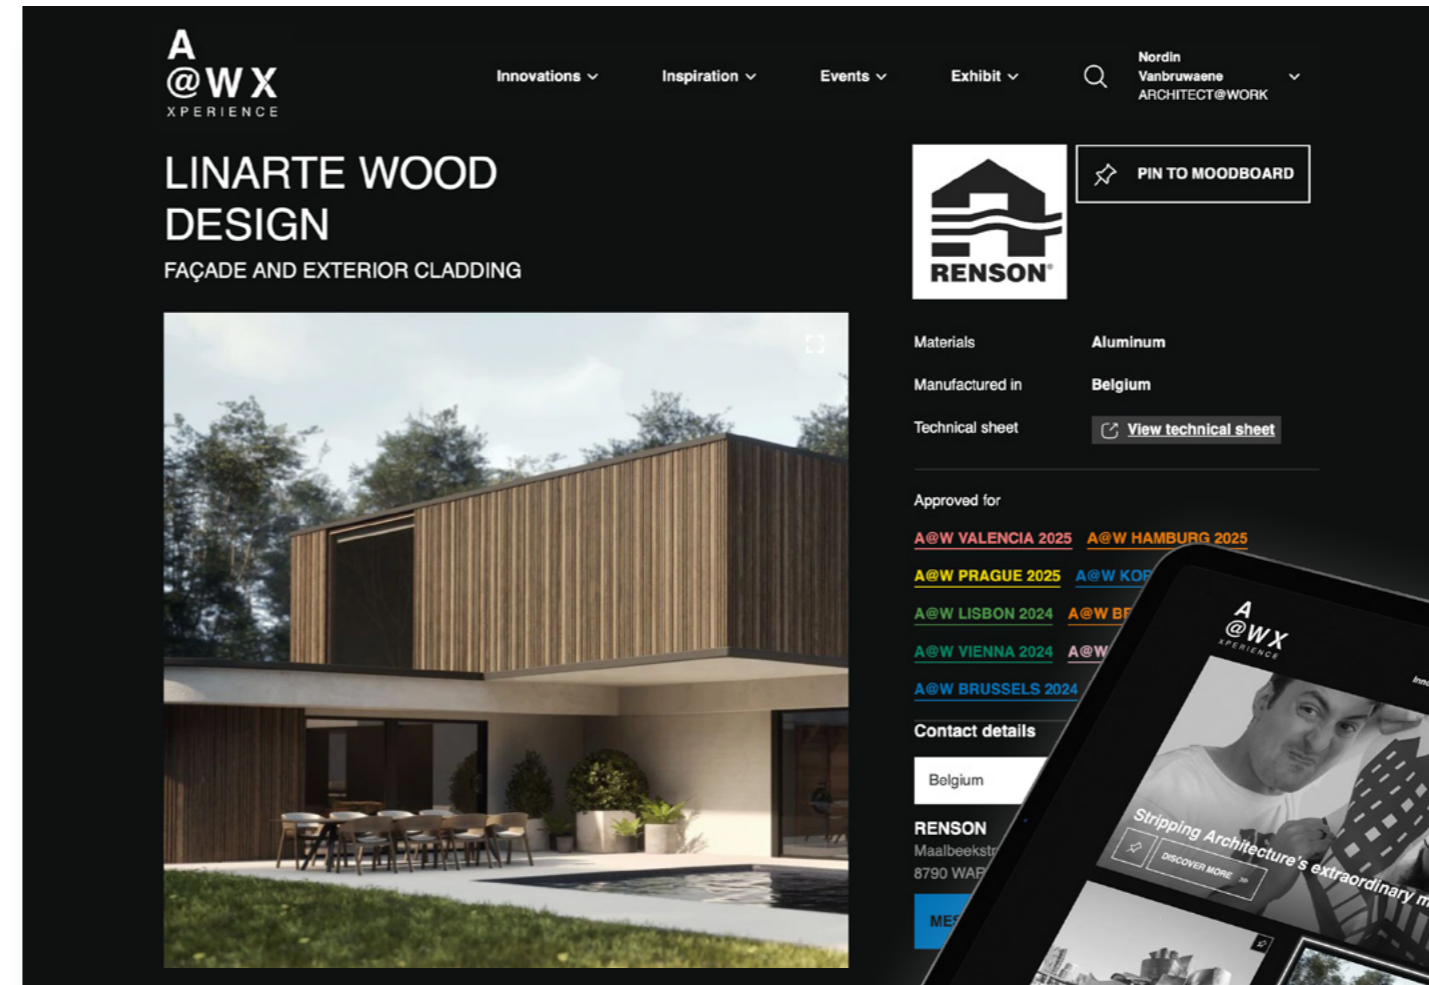 A
@WX
XPERIENCE
Innovations
Inspiration
Events
Exhibit
Nordin
Vanbruwaene
ARCHITECT@WORK
LINARTE WOOD
DESIGN
FAÇADE AND EXTERIOR CLADDING
RENSON®
PIN TO MOODBOARD
Materials Aluminum
Manufactured in Belgium
Technical sheet View technical sheet
Approved for
A@W VALENCIA 2025 A@W HAMBURG 2025
A@W PRAGUE 2025 A@W
A@W LISBON 2024 A@W
A@W VIENNA 2024 A@W
A@W BRUSSELS 2024
Contact details
Belgium
RENSON
8790
A
@WX
XPERIENCE
Stripping Architecture's extraordinary
DISCOVER MORE